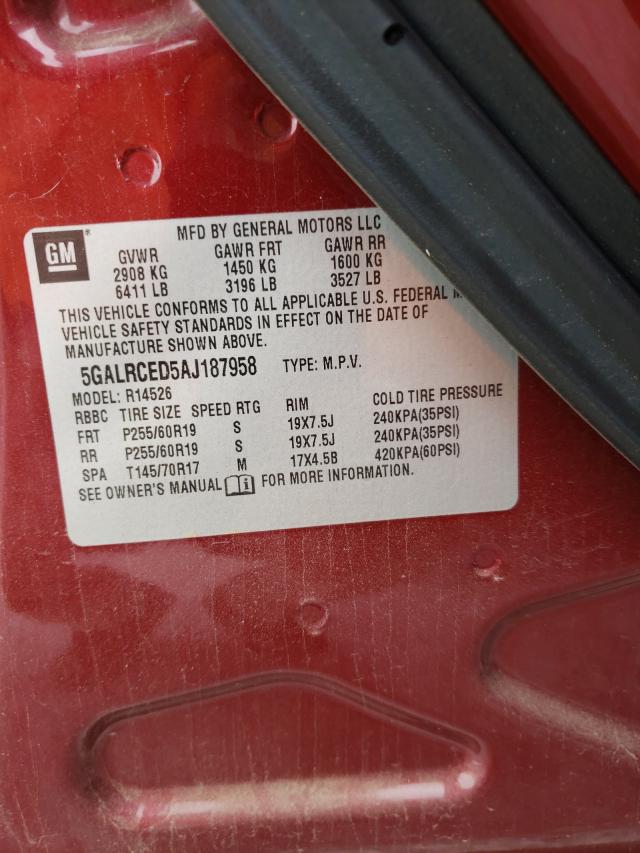 GM
MFD BY GENERAL MOTORS LLC
GVWR GAWR FRT GAWR RR
2908 KG 1450 KG 1600 KG
6411 LB 3196 LB 3527 LB
THIS VEHICLE CONFORMS TO ALL APPLICABLE U.S. FEDERAL
VEHICLE SAFETY STANDARDS IN EFFECT ON THE DATE OF
MANUFACTURE SHOWN ABOVE.
5GALRCED5AJ187958 TYPE: M.P.V.
MODEL: R14526
RBBC TIRE SIZE SPEED RTG RIM COLD TIRE PRESSURE
FRT P255/60R19 S 19X7.5J 240KPA(35PSI)
RR P255/60R19 S 19X7.5J 240KPA(35PSI)
SPA T145/70R17 M 17X4.5B 420KPA(60PSI)
SEE OWNER'S MANUAL i FOR MORE INFORMATION.